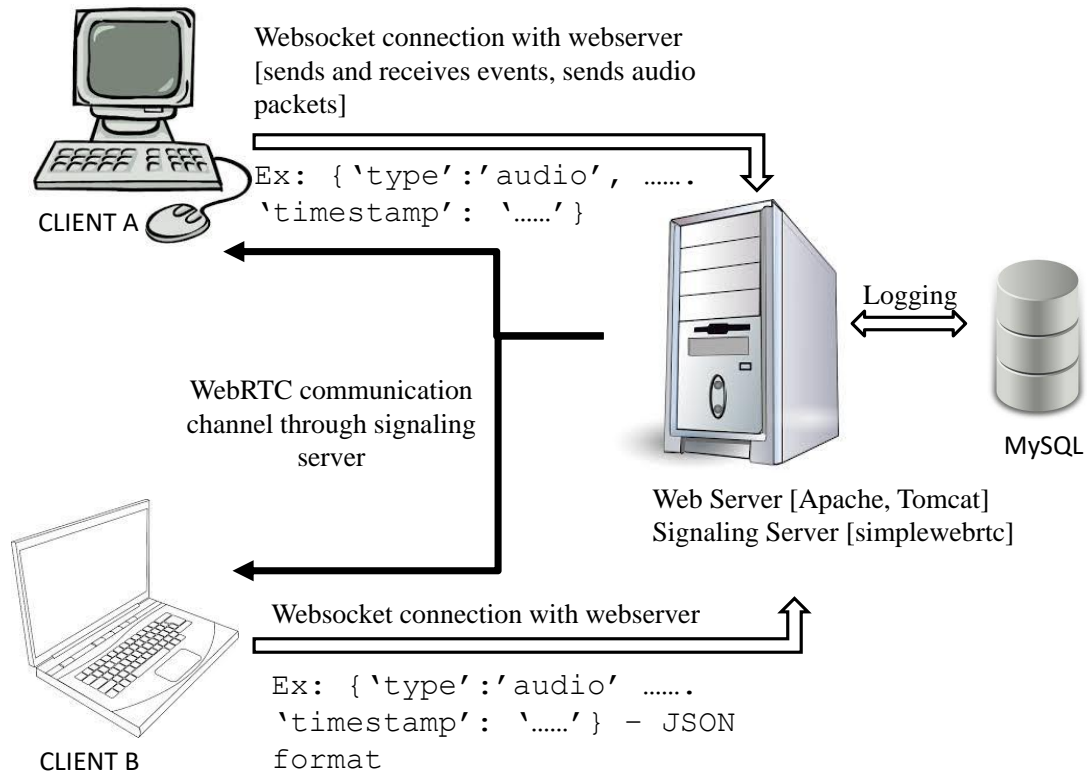 Websocket connection with webserver
[sends and receives events, sends audio
packets]
Ex: {‘type’:’audio’, …….
‘timestamp’: ‘……’}
CLIENT A
Logging
MySQL
WebRTC communication
channel through signaling
server
Web Server [Apache, Tomcat]
Signaling Server [simplewebrtc]
Websocket connection with webserver
Ex: {‘type’:’audio’ …….
‘timestamp’: ‘……’} – JSON
format
CLIENT B